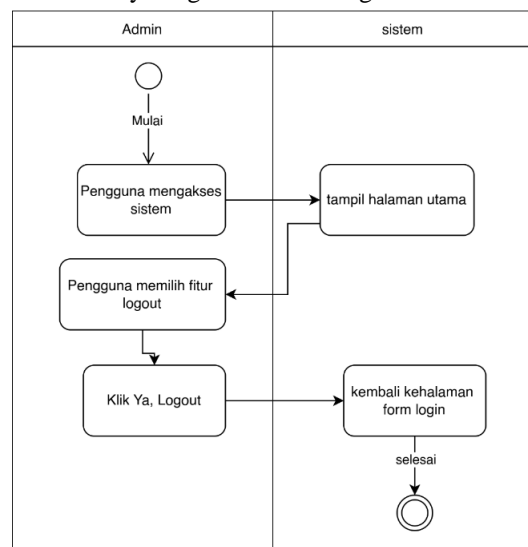 Admin
sistem
Mulai
Pengguna mengakses
sistem
tampil halaman utama
Pengguna memilih fitur
logout
Klik Ya, Logout
kembali kehalaman
form login
selesai